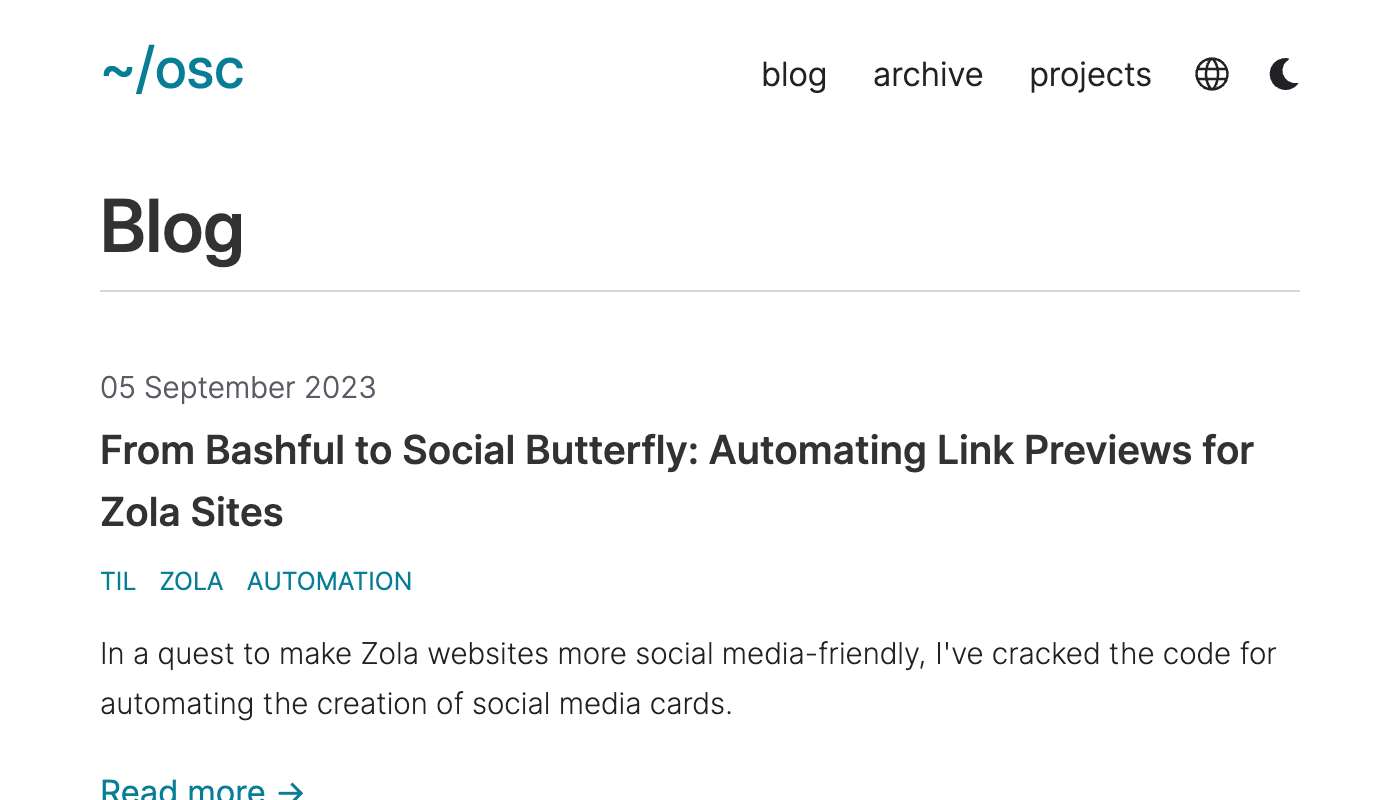 ~/osc
blog archive projects
Blog
05 September 2023
From Bashful to Social Butterfly: Automating Link Previews for
Zola Sites
TIL ZOLA AUTOMATION
In a quest to make Zola websites more social media-friendly, I've cracked the code for
automating the creation of social media cards.
Read more →